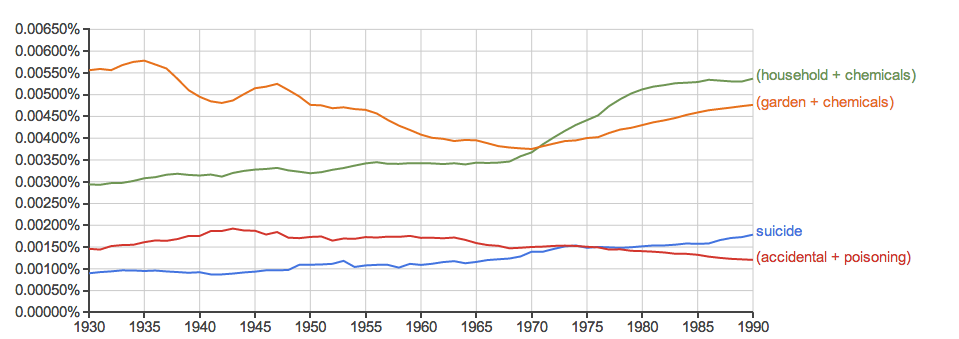 0.00650%
0.00600%
0.00550%
0.00500%
0.00450%
0.00400%
0.00350%
0.00300%
0.00250%
0.00200%
0.00150%
0.00100%
0.00050%
0.00000%
(household + chemicals)
(garden + chemicals)
suicide
(accidental + poisoning)
1930 1935 1940 1945 1950 1955 1960 1965 1970 1975 1980 1985 1990